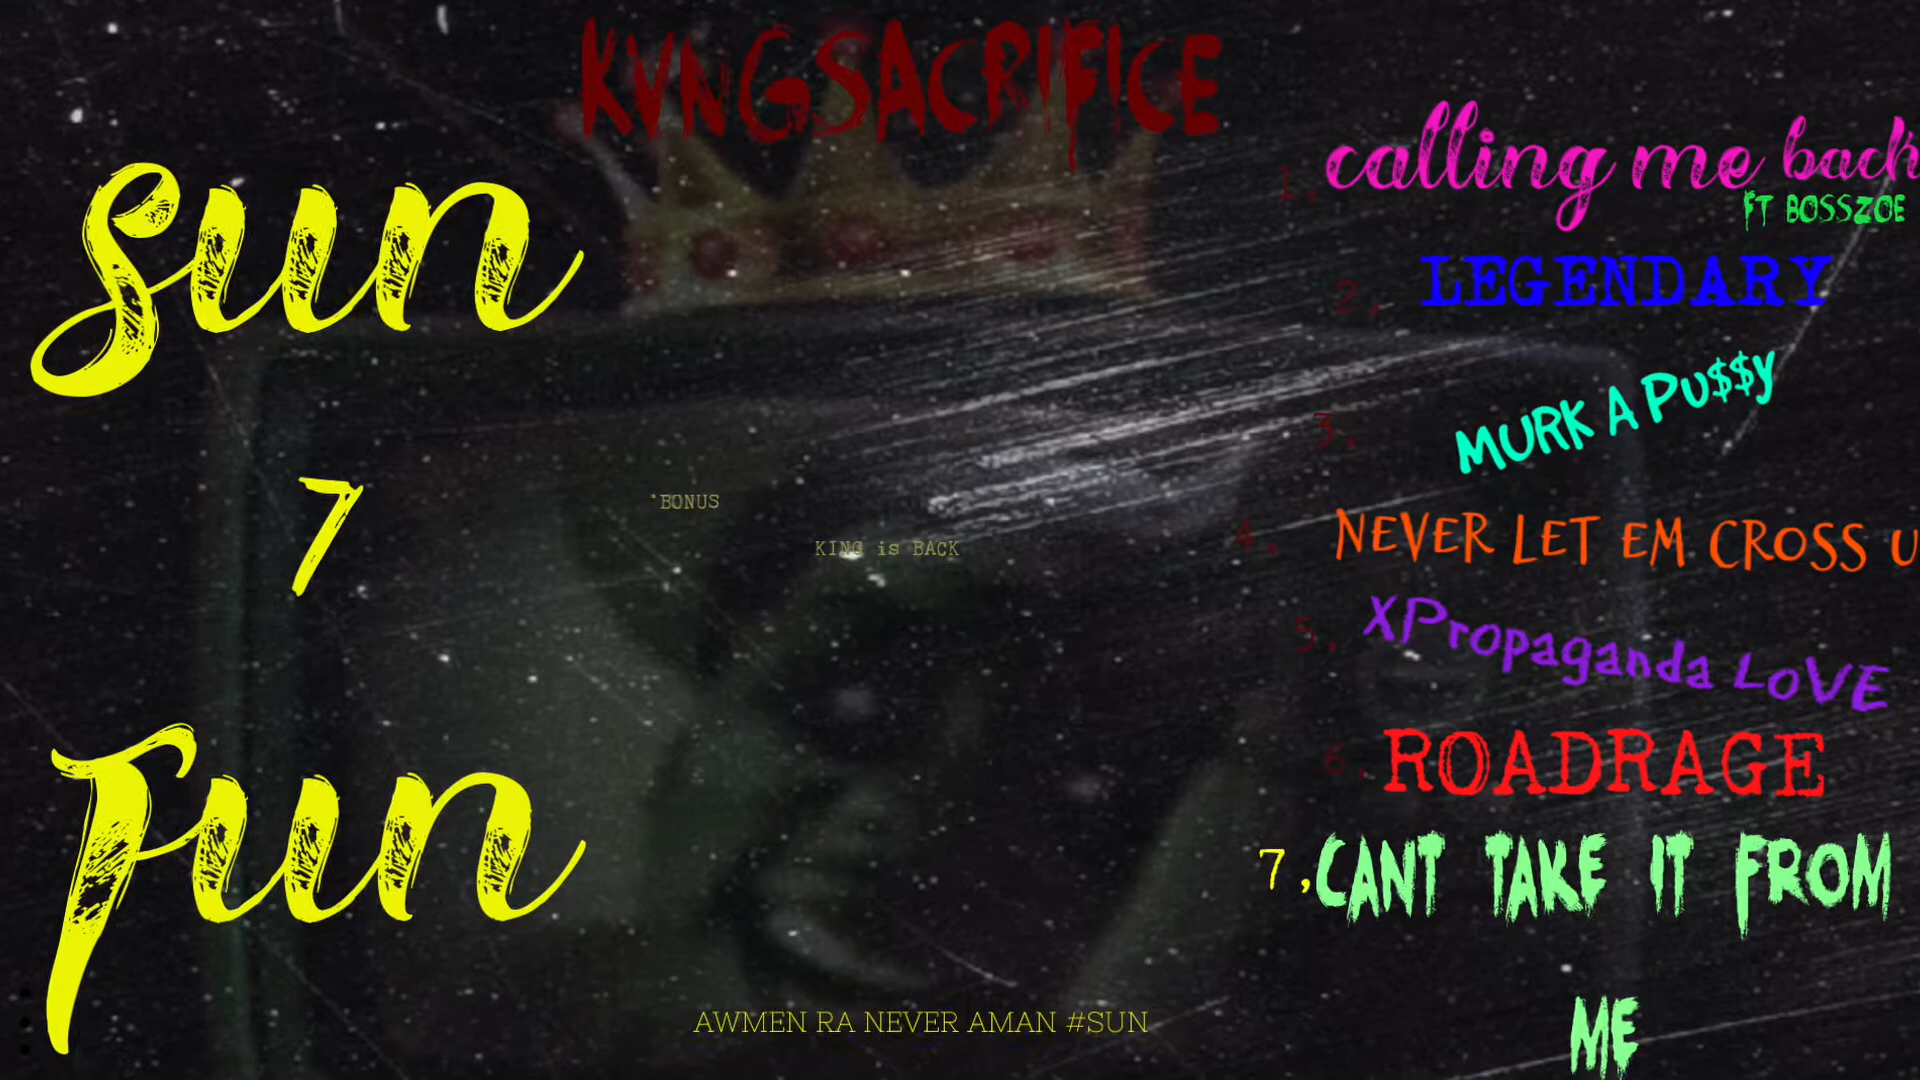 KVNGSACRIFICE
Sun
7
Fun
*BONUS
KING is BACK
1. calling me back
FT BOSSZOE
2. LEGENDARY
3. MURK A PU$$y
4. NEVER LET EM CROSS U
5. XPropaganda LoVE
6. ROADRAGE
7, CANT TAKE IT FROM
ME
AWMEN RA NEVER AMAN #SUN